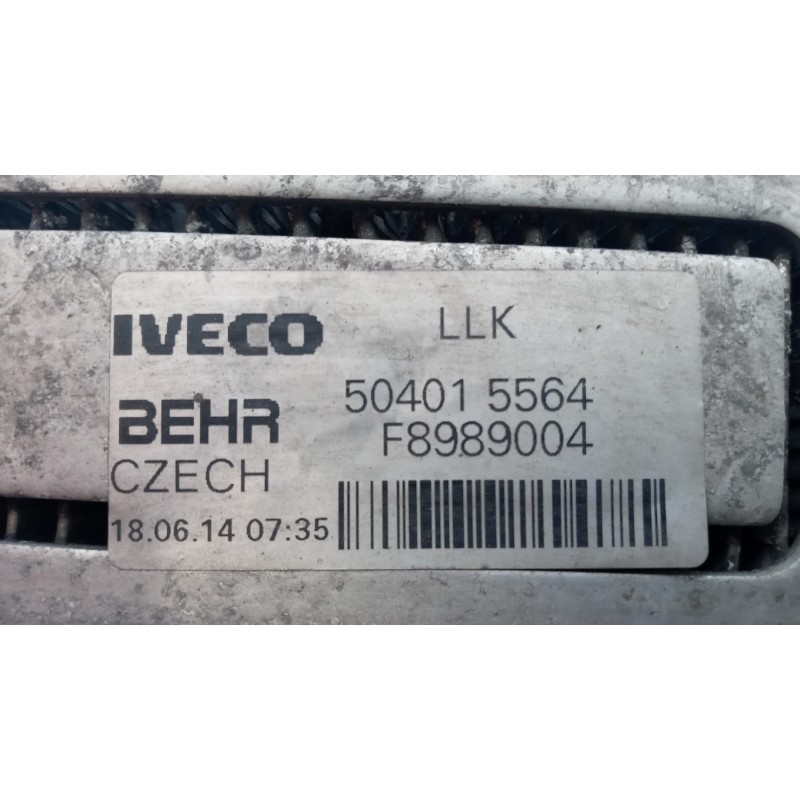 IVECO LLK
BEHR 50401 5564
F8989004
CZECH
18.06.14 07:35